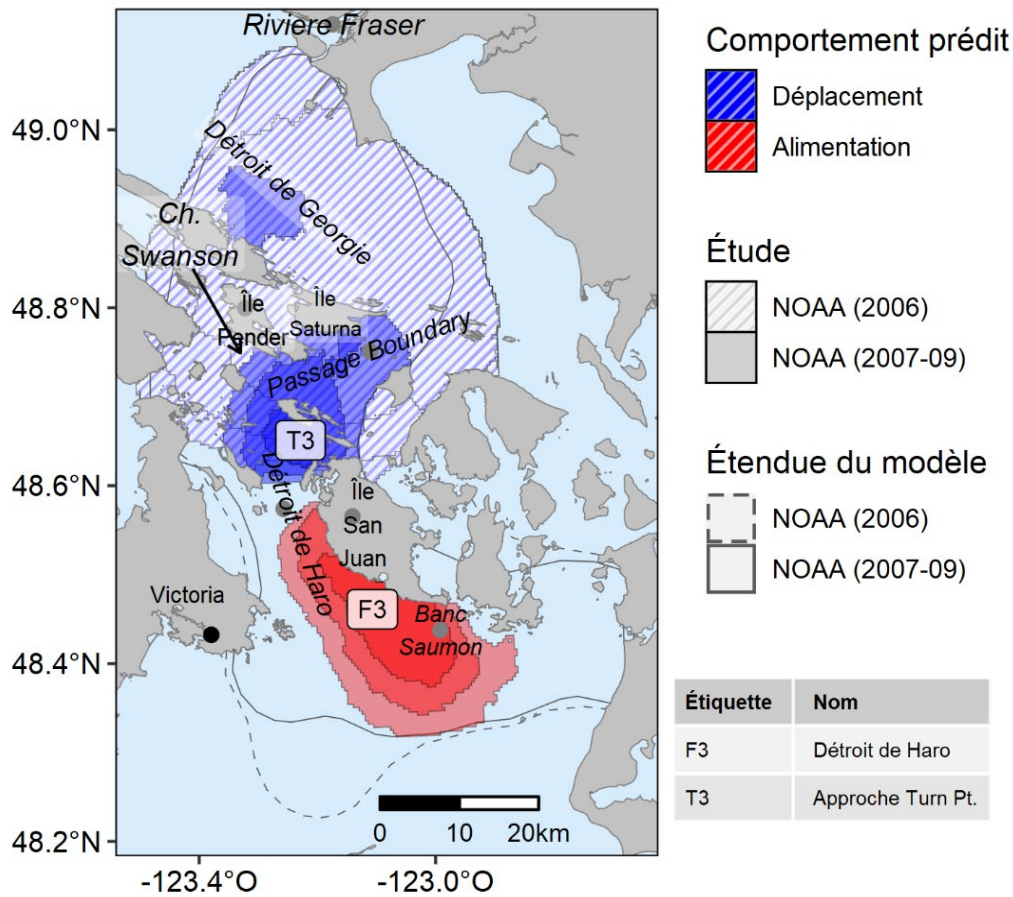 Riviere Fraser
49.0°N
48.8°N
48.6°N
48.4°N
48.2°N
Détroit de Georgie
Ch.
Swanson
Île
Pender
Île
Saturna
Passage Boundary
T3
Détroit de Haro
Île
San
Juan
F3
Banc
Saumon
Victoria
0 10 20km
-123.4°O -123.0°O
Comportement prédit
Déplacement
Alimentation
Étude
NOAA (2006)
NOAA (2007-09)
Étendue du modèle
NOAA (2006)
NOAA (2007-09)
Étiquette Nom
F3 Détroit de Haro
T3 Approche Turn Pt.